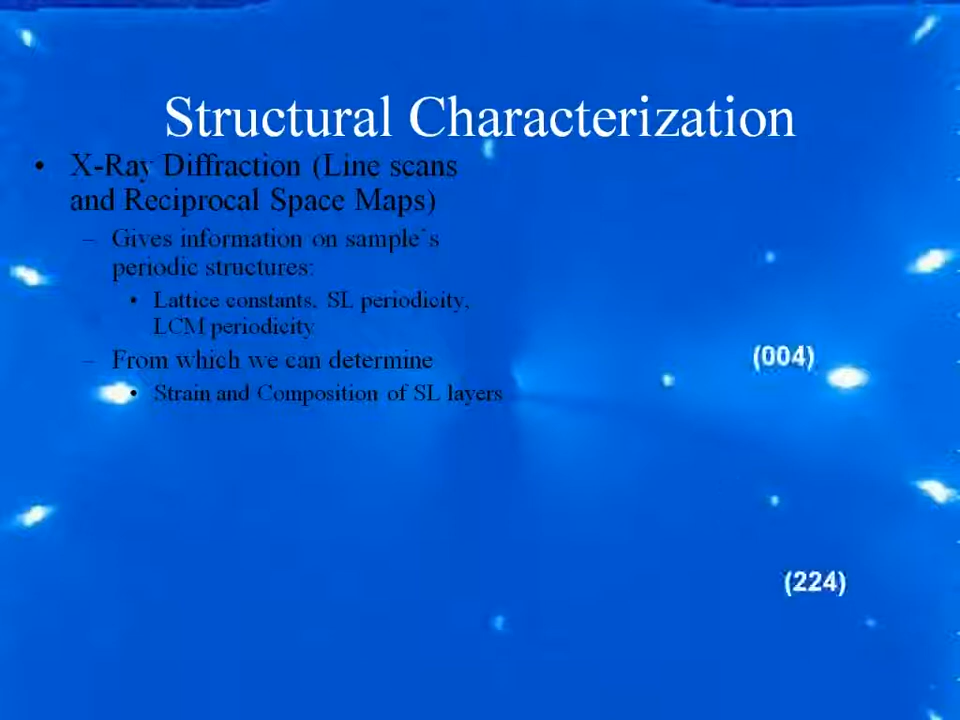 Structural Characterization
• X-Ray Diffraction (Line scans
and Reciprocal Space Maps)
– Gives information on sample`s
periodic structures:
• Lattice constants, SL periodicity,
LCM periodicity
– From which we can determine
• Strain and Composition of SL layers
(004)
(224)